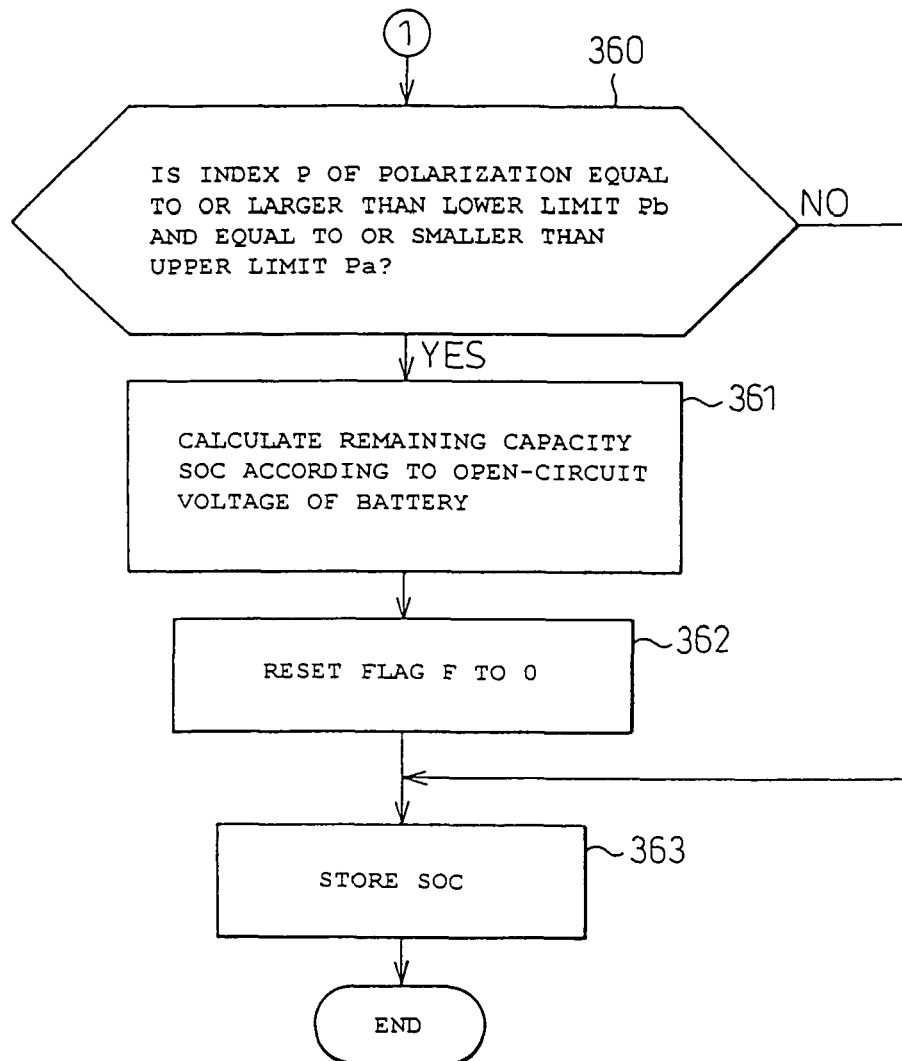 1
360
IS INDEX P OF POLARIZATION EQUAL
TO OR LARGER THAN LOWER LIMIT Pb
AND EQUAL TO OR SMALLER THAN
UPPER LIMIT Pa?
NO
YES
361
CALCULATE REMAINING CAPACITY
SOC ACCORDING TO OPEN-CIRCUIT
VOLTAGE OF BATTERY
362
RESET FLAG F TO 0
363
STORE SOC
END